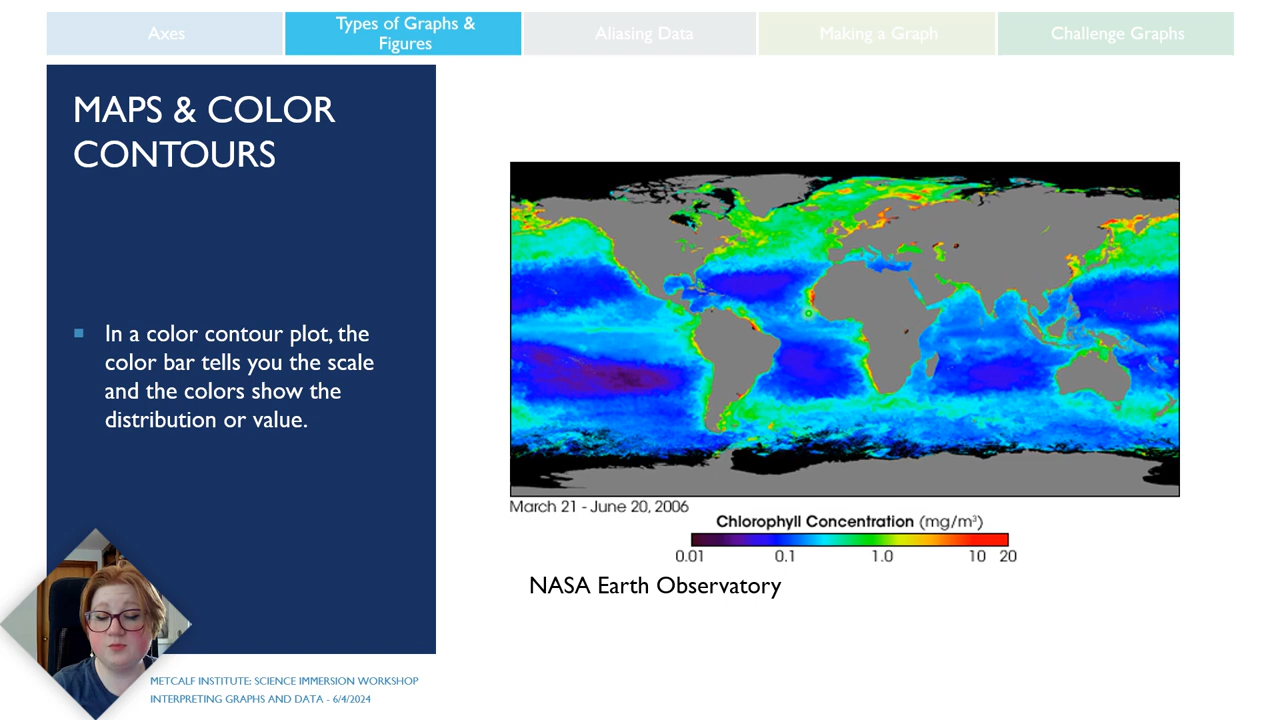 Axes
Types of Graphs &
Figures
Aliasing Data
Making a Graph
Challenge Graphs
MAPS & COLOR
CONTOURS
In a color contour plot, the
color bar tells you the scale
and the colors show the
distribution or value.
March 21 - June 20, 2006
Chlorophyll Concentration (mg/m³)
0.01 0.1 1.0 10 20
NASA Earth Observatory
METCALF INSTITUTE: SCIENCE IMMERSION WORKSHOP
INTERPRETING GRAPHS AND DATA - 6/4/2024